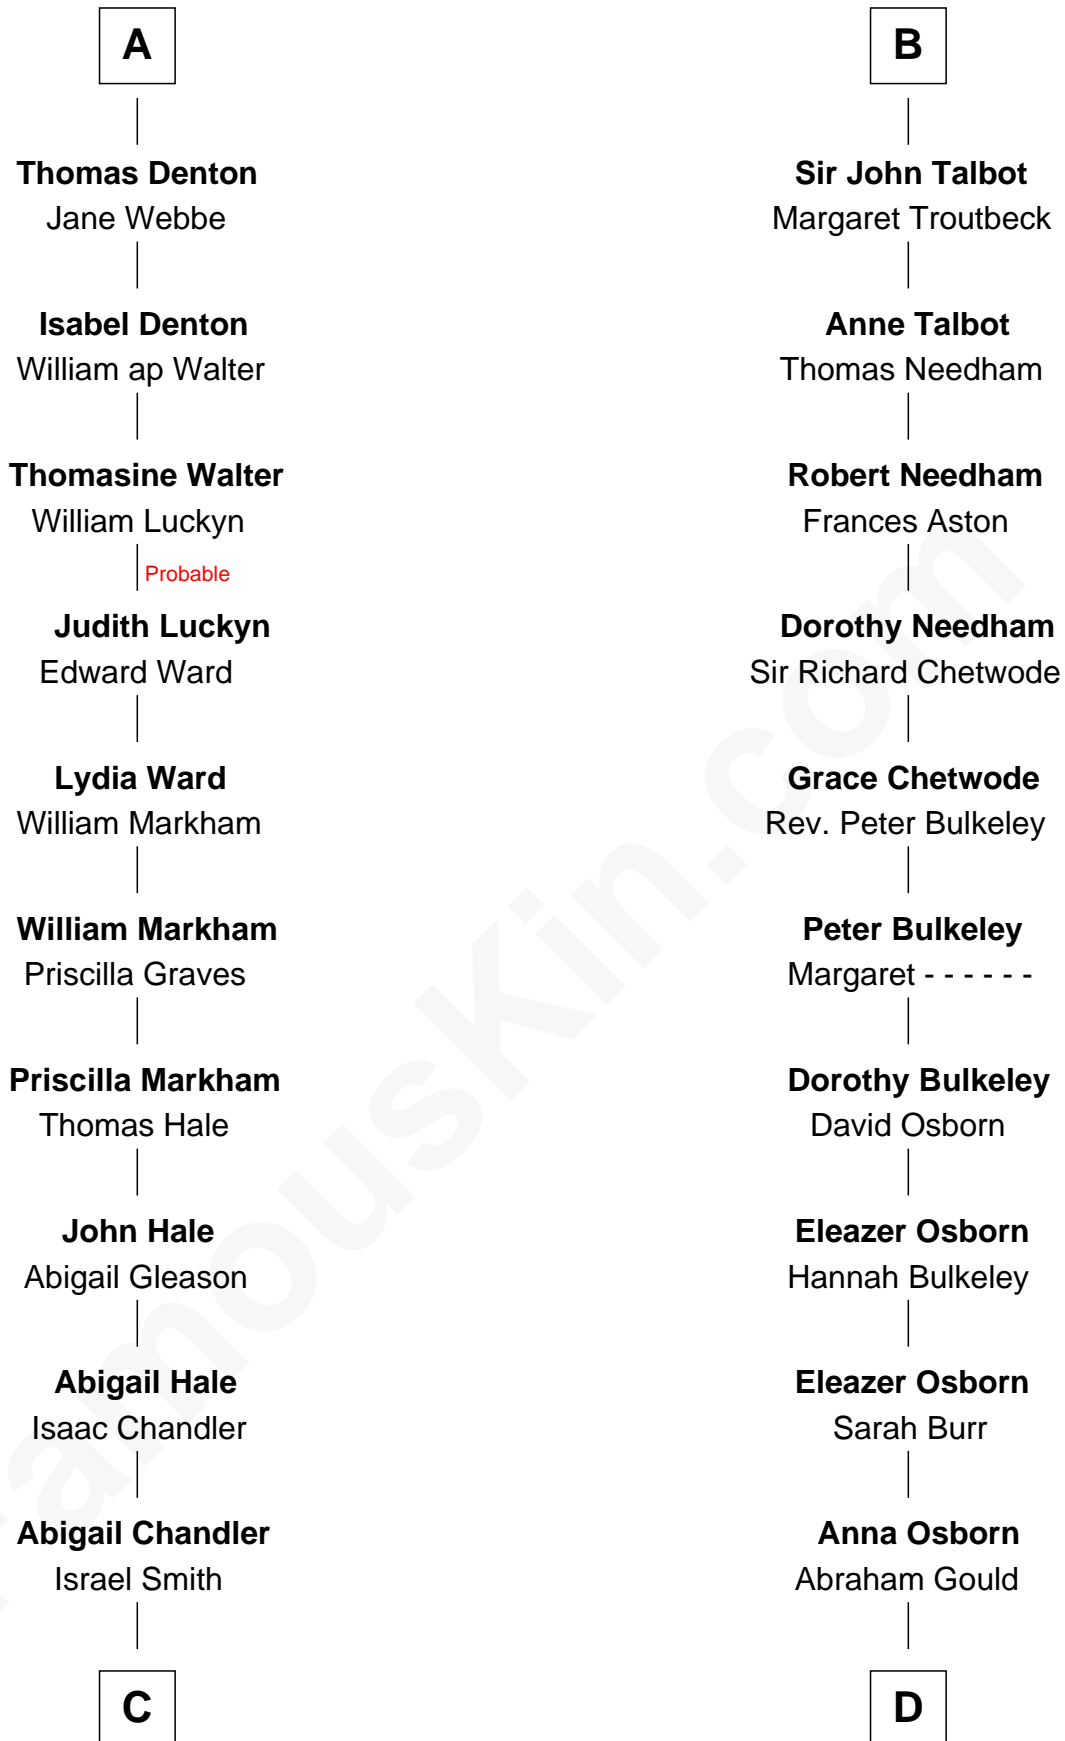 A
Thomas Denton
Jane Webbe
Isabel Denton
William ap Walter
Thomasine Walter
William Luckyn
Probable
Judith Luckyn
Edward Ward
Lydia Ward
William Markham
William Markham
Priscilla Graves
Priscilla Markham
Thomas Hale
John Hale
Abigail Gleason
Abigail Hale
Isaac Chandler
Abigail Chandler
Israel Smith
C
B
Sir John Talbot
Margaret Troutbeck
Anne Talbot
Thomas Needham
Robert Needham
Frances Aston
Dorothy Needham
Sir Richard Chetwode
Grace Chetwode
Rev. Peter Bulkeley
Peter Bulkeley
Margaret - - - - - -
Dorothy Bulkeley
David Osborn
Eleazer Osborn
Hannah Bulkeley
Eleazer Osborn
Sarah Burr
Anna Osborn
Abraham Gould
D
FamousKin.com